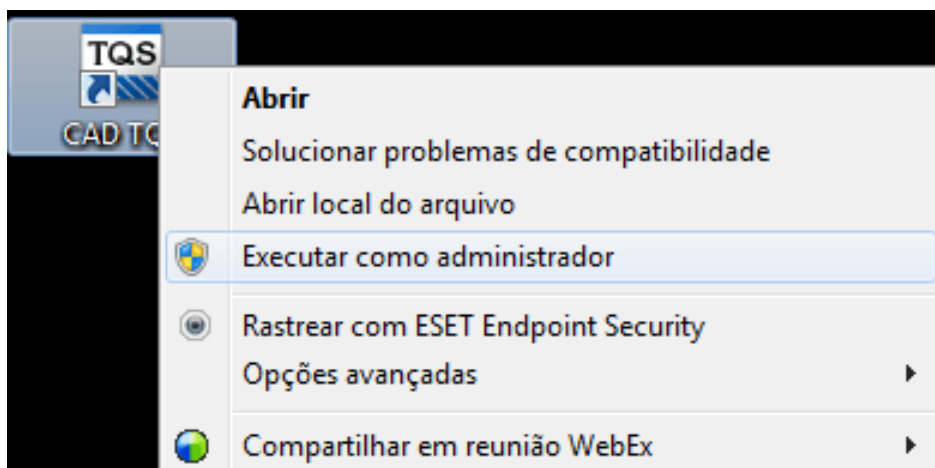 TQS
CAD TQ
Abrir
Solucionar problemas de compatibilidade
Abrir local do arquivo
Executar como administrador
Rastrear com ESET Endpoint Security
Opções avançadas
Compartilhar em reunião WebEx